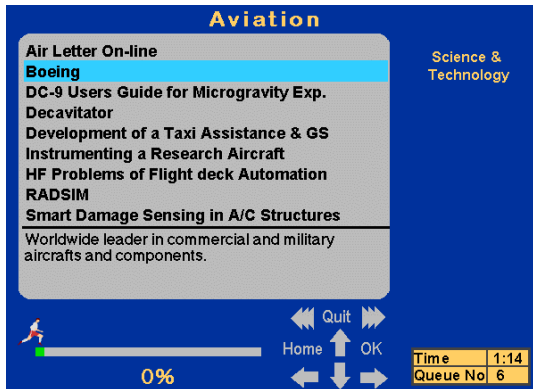 Aviation
Air Letter On-line
Boeing
DC-9 Users Guide for Microgravity Exp.
Decavitator
Development of a Taxi Assistance & GS
Instrumenting a Research Aircraft
HF Problems of Flight deck Automation
RADSIM
Smart Damage Sensing in A/C Structures
Worldwide leader in commercial and military
aircrafts and components.
Science &
Technology
Quit
Home OK
0%
Time 1:14
Queue No 6